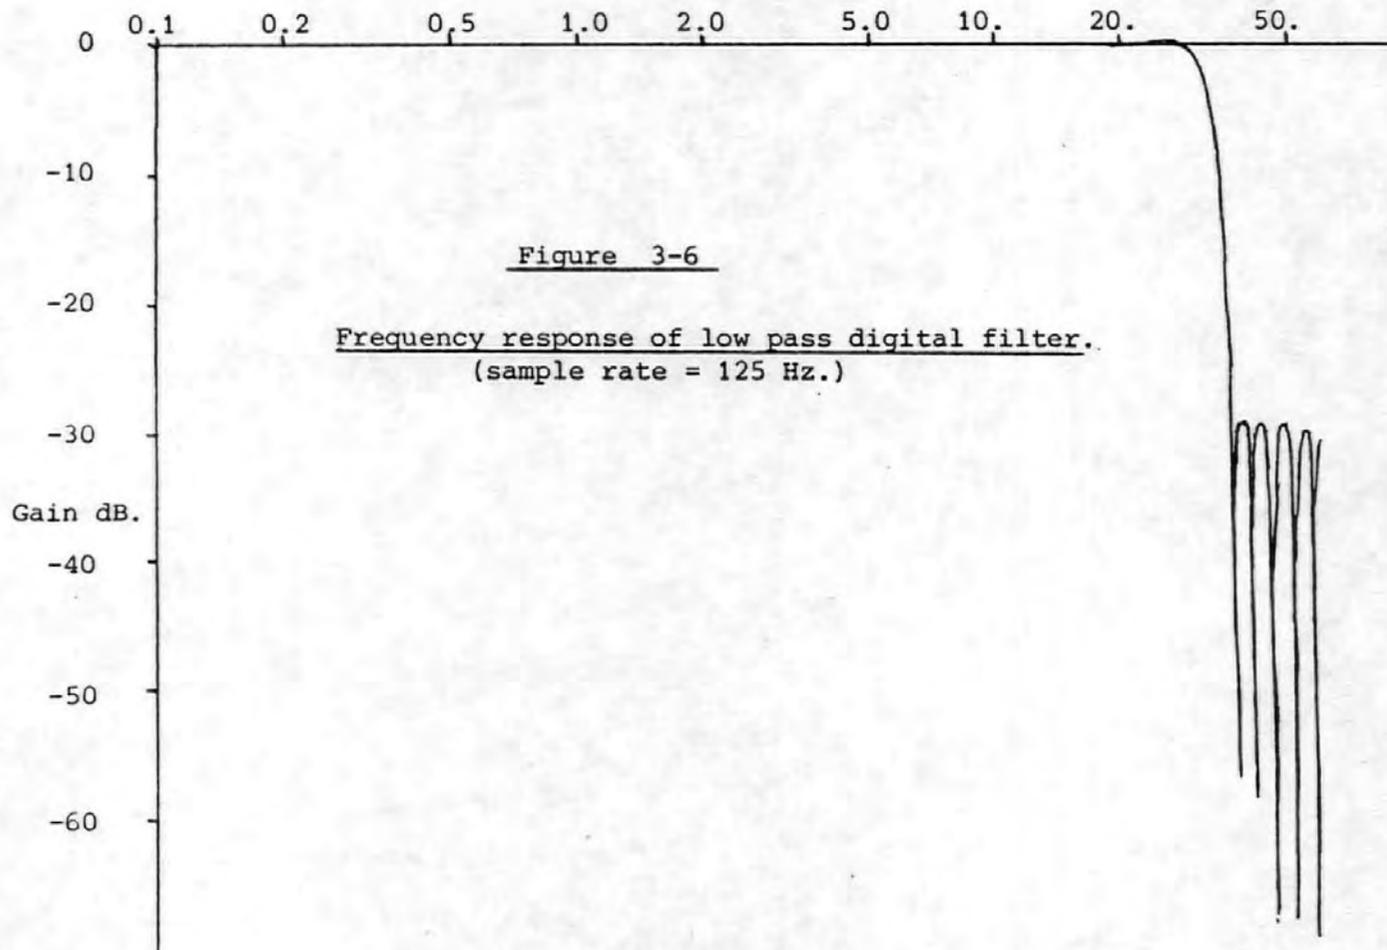 0.1 0.2 0.5 1.0 2.0 5.0 10. 20. 50.
0
-10
Figure 3-6
-20
Frequency response of low pass digital filter.
(sample rate = 125 Hz.)
-30
Gain dB.
-40
-50
-60